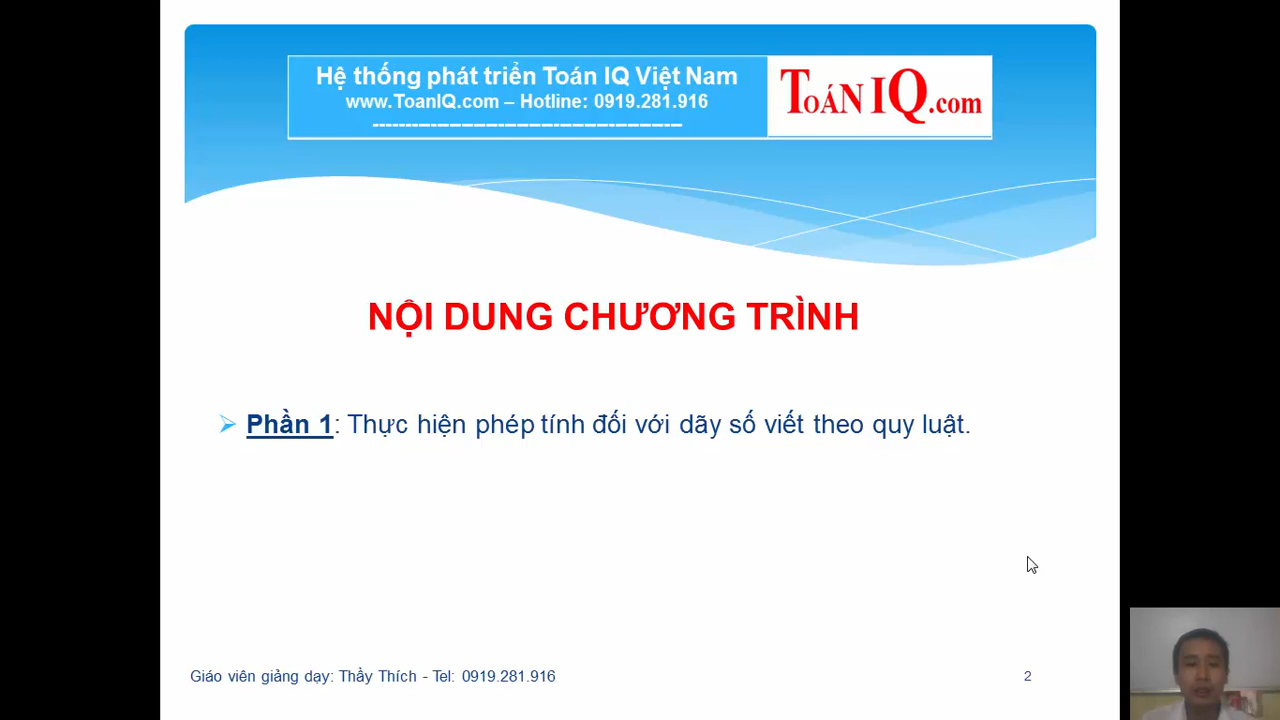 Hệ thống phát triển Toán IQ Việt Nam
www.ToanIQ.com – Hotline: 0919.281.916
-----------------------------------------------------
TOÁN IQ.com
NỘI DUNG CHƯƠNG TRÌNH
Phần 1: Thực hiện phép tính đối với dãy số viết theo quy luật.
Giáo viên giảng dạy: Thầy Thích - Tel: 0919.281.916
2